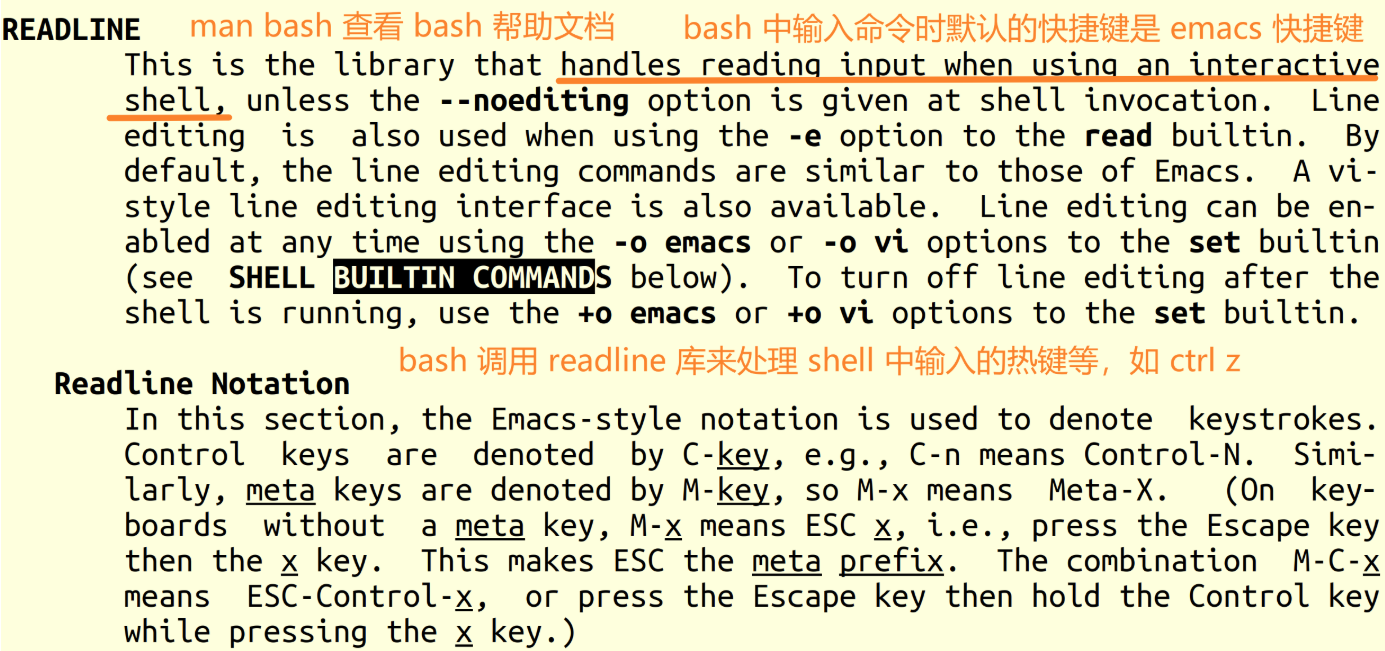 READLINE man bash 查看 bash 帮助文档 bash 中输入命令时默认的快捷键是 emacs 快捷键
This is the library that handles reading input when using an interactive
shell, unless the --noediting option is given at shell invocation. Line
editing is also used when using the -e option to the read builtin. By
default, the line editing commands are similar to those of Emacs. A vi-
style line editing interface is also available. Line editing can be en-
abled at any time using the -o emacs or -o vi options to the set builtin
(see SHELL BUILTIN COMMANDS below). To turn off line editing after the
shell is running, use the +o emacs or +o vi options to the set builtin.
bash 调用 readline 库来处理 shell 中输入的热键等，如 ctrl z
Readline Notation
In this section, the Emacs-style notation is used to denote keystrokes.
Control keys are denoted by C-key, e.g., C-n means Control-N. Simi-
larly, meta keys are denoted by M-key, so M-x means Meta-X. (On key-
boards without a meta key, M-x means ESC x, i.e., press the Escape key
then the x key. This makes ESC the meta prefix. The combination M-C-x
means ESC-Control-x, or press the Escape key then hold the Control key
while pressing the x key.)